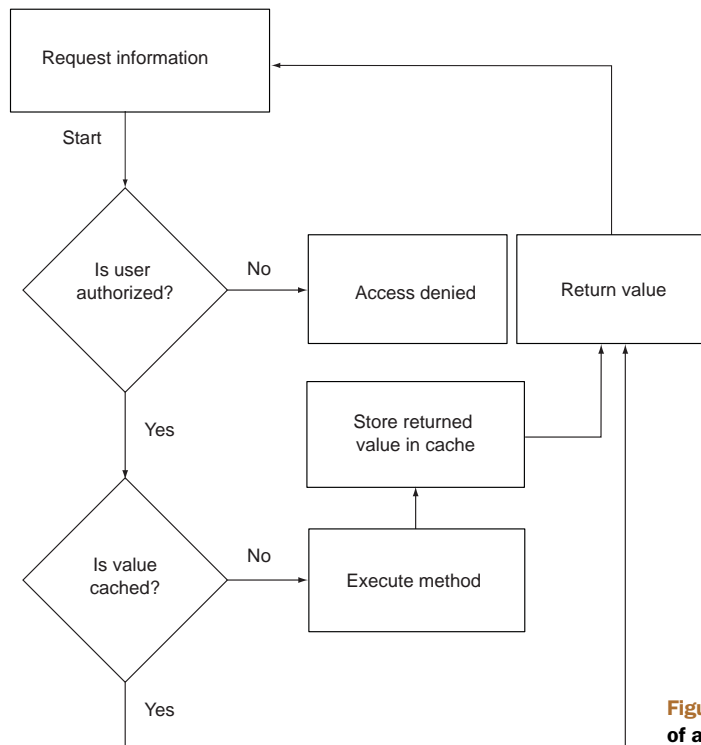 Request information
Start
Is user
authorized?
No
Access denied
Return value
Yes
Store returned
value in cache
Is value
cached?
No
Execute method
Yes